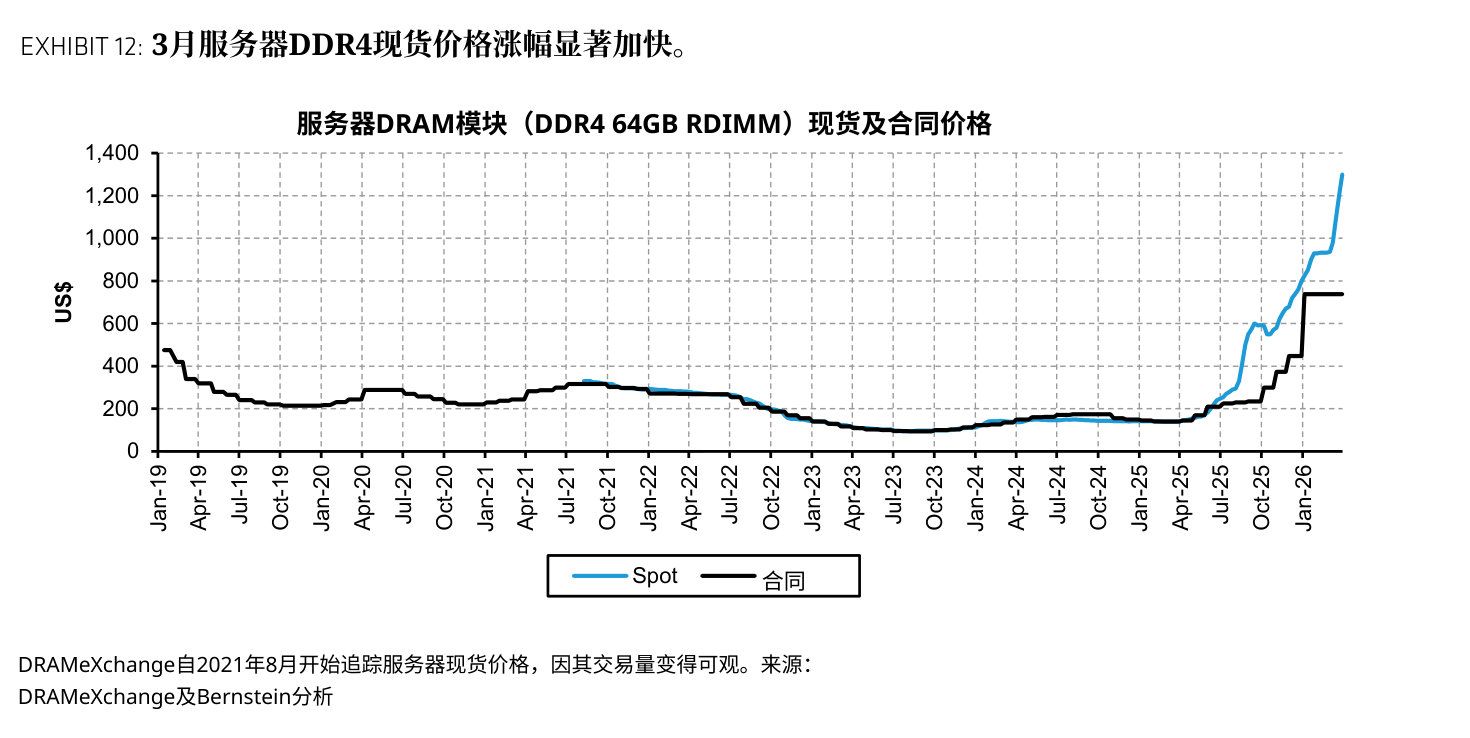 EXHIBIT 12: 3月服务器DDR4现货价格涨幅显著加快。
服务器DRAM模块（DDR4 64GB RDIMM）现货及合同价格
US$
1,400
1,200
1,000
800
600
400
200
0
Jan-19 Apr-19 Jul-19 Oct-19 Jan-20 Apr-20 Jul-20 Oct-20 Jan-21 Apr-21 Jul-21 Oct-21 Jan-22 Apr-22 Jul-22 Oct-22 Jan-23 Apr-23 Jul-23 Oct-23 Jan-24 Apr-24 Jul-24 Oct-24 Jan-25 Apr-25 Jul-25 Oct-25 Jan-26
Spot 合同
DRAMeXchange自2021年8月开始追踪服务器现货价格，因其交易量变得可观。来源：
DRAMeXchange及Bernstein分析